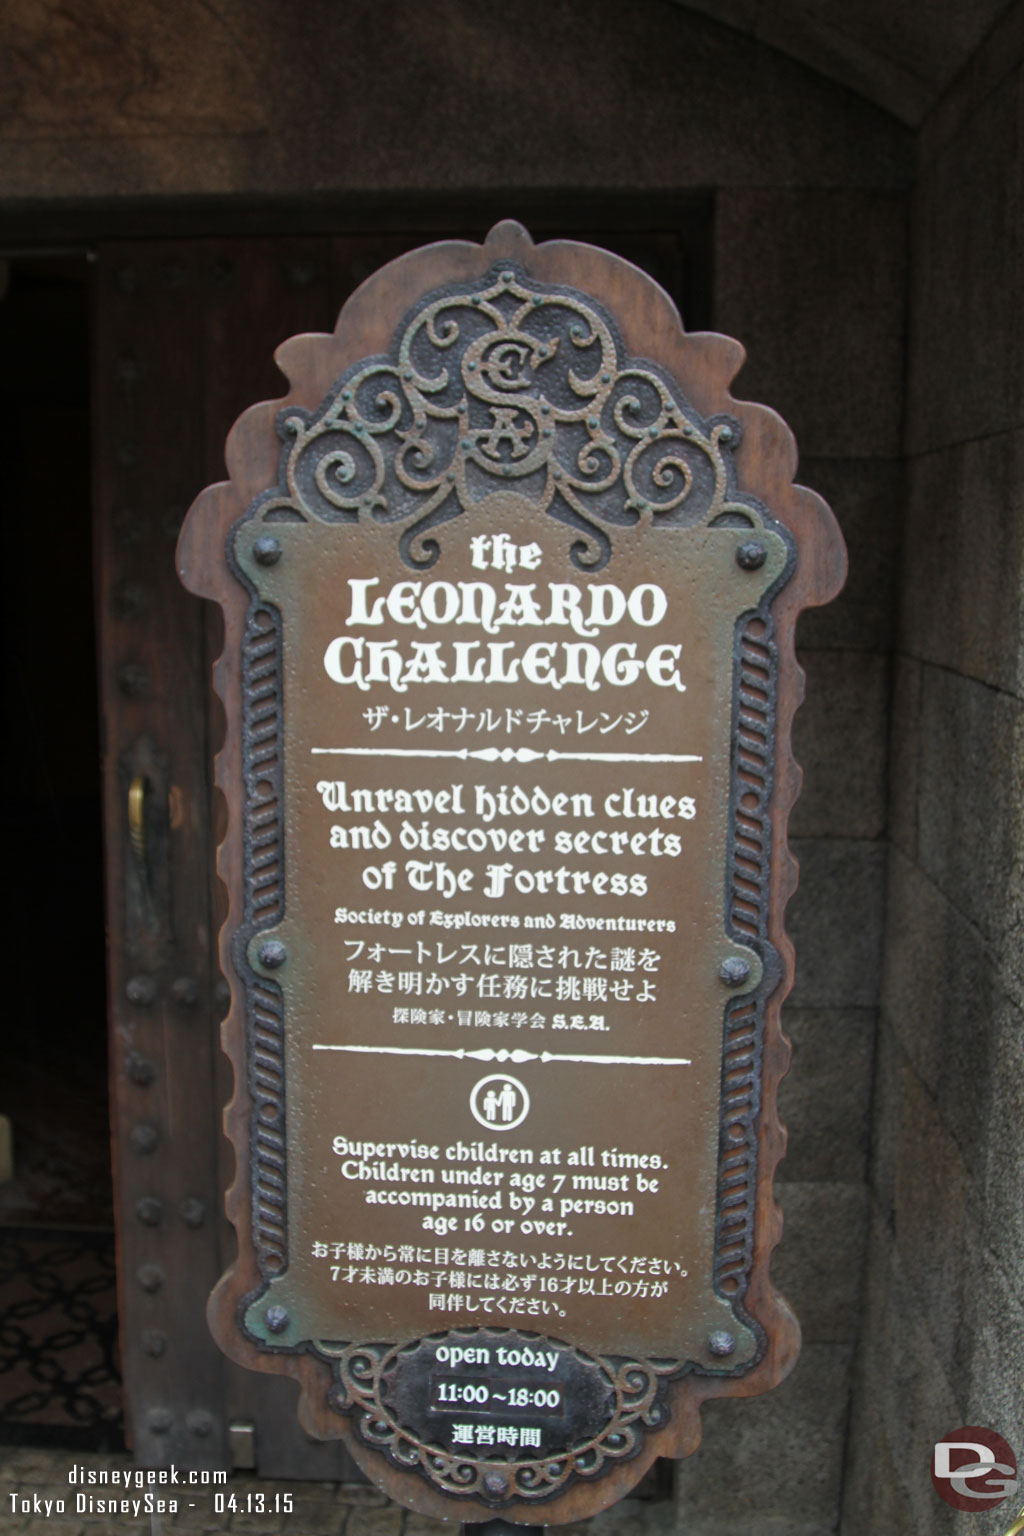 S E A
the
LEONARDO
CHALLENGE
ザ・レオナルドチャレンジ
Unravel hidden clues
and discover secrets
of The Fortress
Society of Explorers and Adventurers
フォートレスに隠された謎を
解き明かす任務に挑戦せよ
探険家・冒険家学会 S.E.A.
Supervise children at all times.
Children under age 7 must be
accompanied by a person
age 16 or over.
お子様から常に目を離さないようにしてください。
7才未満のお子様には必ず16才以上の方が
同伴してください。
open today
11:00~18:00
運営時間
disneygeek.com
Tokyo DisneySea - 04.13.15
DG